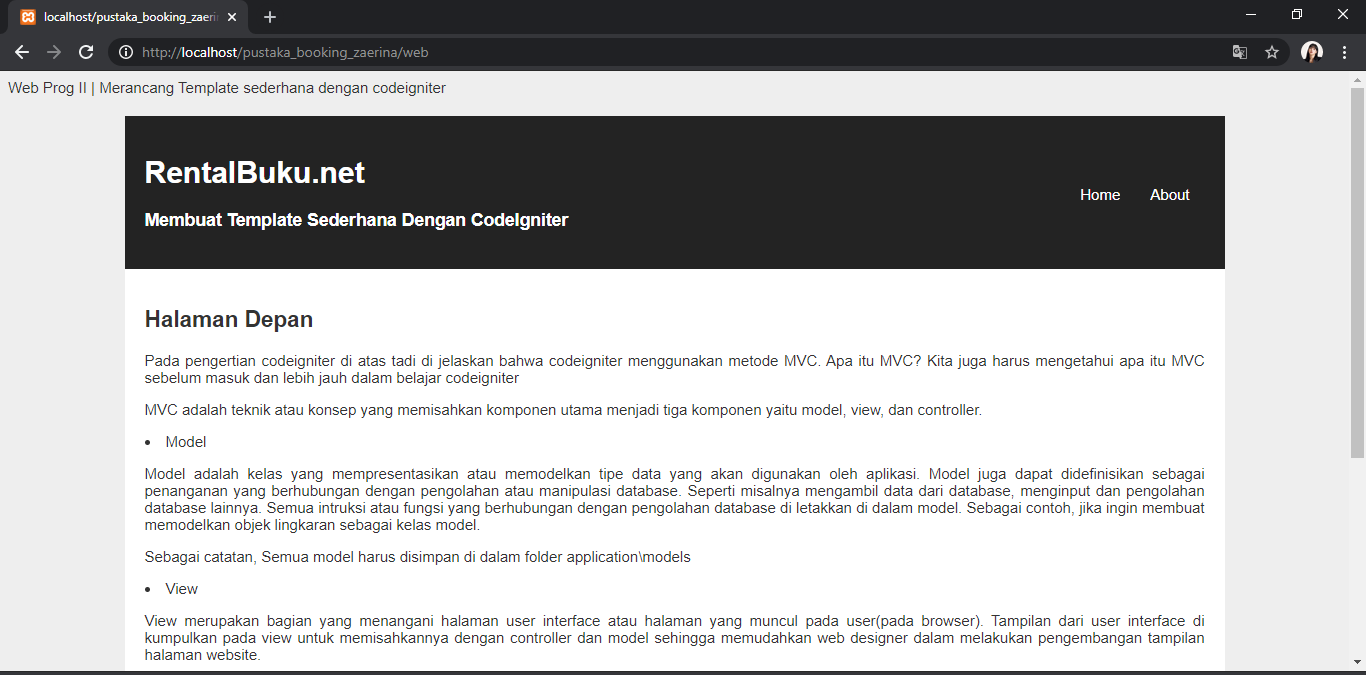 localhost/pustaka_booking_zaeri
http://localhost/pustaka_booking_zaerina/web
Web Prog II | Merancang Template sederhana dengan codeigniter
RentalBuku.net
Home About
Membuat Template Sederhana Dengan CodeIgniter
Halaman Depan
Pada pengertian codeigniter di atas tadi di jelaskan bahwa codeigniter menggunakan metode MVC. Apa itu MVC? Kita juga harus mengetahui apa itu MVC
sebelum masuk dan lebih jauh dalam belajar codeigniter
MVC adalah teknik atau konsep yang memisahkan komponen utama menjadi tiga komponen yaitu model, view, dan controller.
• Model
Model adalah kelas yang mempresentasikan atau memodelkan tipe data yang akan digunakan oleh aplikasi. Model juga dapat didefinisikan sebagai
penanganan yang berhubungan dengan pengolahan atau manipulasi database. Seperti misalnya mengambil data dari database, menginput dan pengolahan
database lainnya. Semua intruksi atau fungsi yang berhubungan dengan pengolahan database di letakkan di dalam model. Sebagai contoh, jika ingin membuat
memodelkan objek lingkaran sebagai kelas model.
Sebagai catatan, Semua model harus disimpan di dalam folder application\models
• View
View merupakan bagian yang menangani halaman user interface atau halaman yang muncul pada user(pada browser). Tampilan dari user interface di
kumpulkan pada view untuk memisahkannya dengan controller dan model sehingga memudahkan web designer dalam melakukan pengembangan tampilan
halaman website.